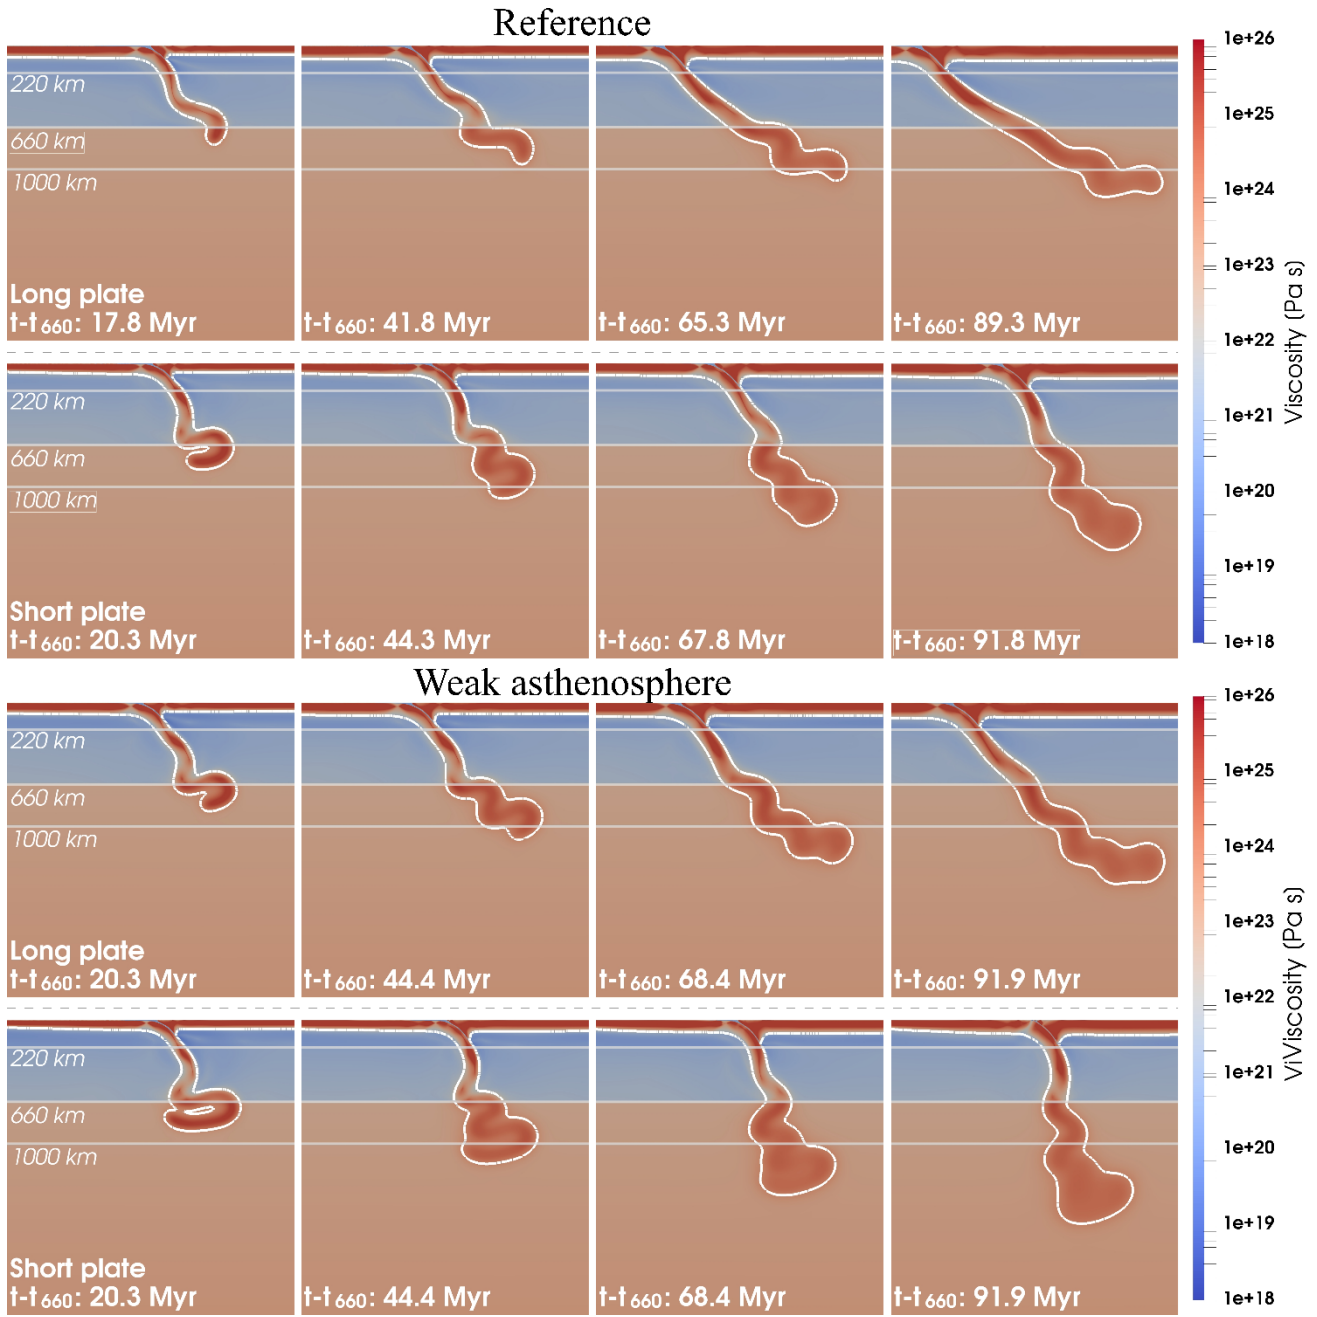 Reference
220 km
660 km
1000 km
Long plate
t-t660: 17.8 Myr
t-t660: 41.8 Myr
t-t660: 65.3 Myr
t-t660: 89.3 Myr
220 km
660 km
1000 km
Short plate
t-t660: 20.3 Myr
t-t660: 44.3 Myr
t-t660: 67.8 Myr
t-t660: 91.8 Myr
1e+26
1e+25
1e+24
1e+23
1e+22
1e+21
1e+20
1e+19
1e+18
Viscosity (Pa s)
Weak asthenosphere
220 km
660 km
1000 km
Long plate
t-t660: 20.3 Myr
t-t660: 44.4 Myr
t-t660: 68.4 Myr
t-t660: 91.9 Myr
220 km
660 km
1000 km
Short plate
t-t660: 20.3 Myr
t-t660: 44.4 Myr
t-t660: 68.4 Myr
t-t660: 91.9 Myr
1e+26
1e+25
1e+24
1e+23
1e+22
1e+21
1e+20
1e+19
1e+18
ViViscosity (Pa s)